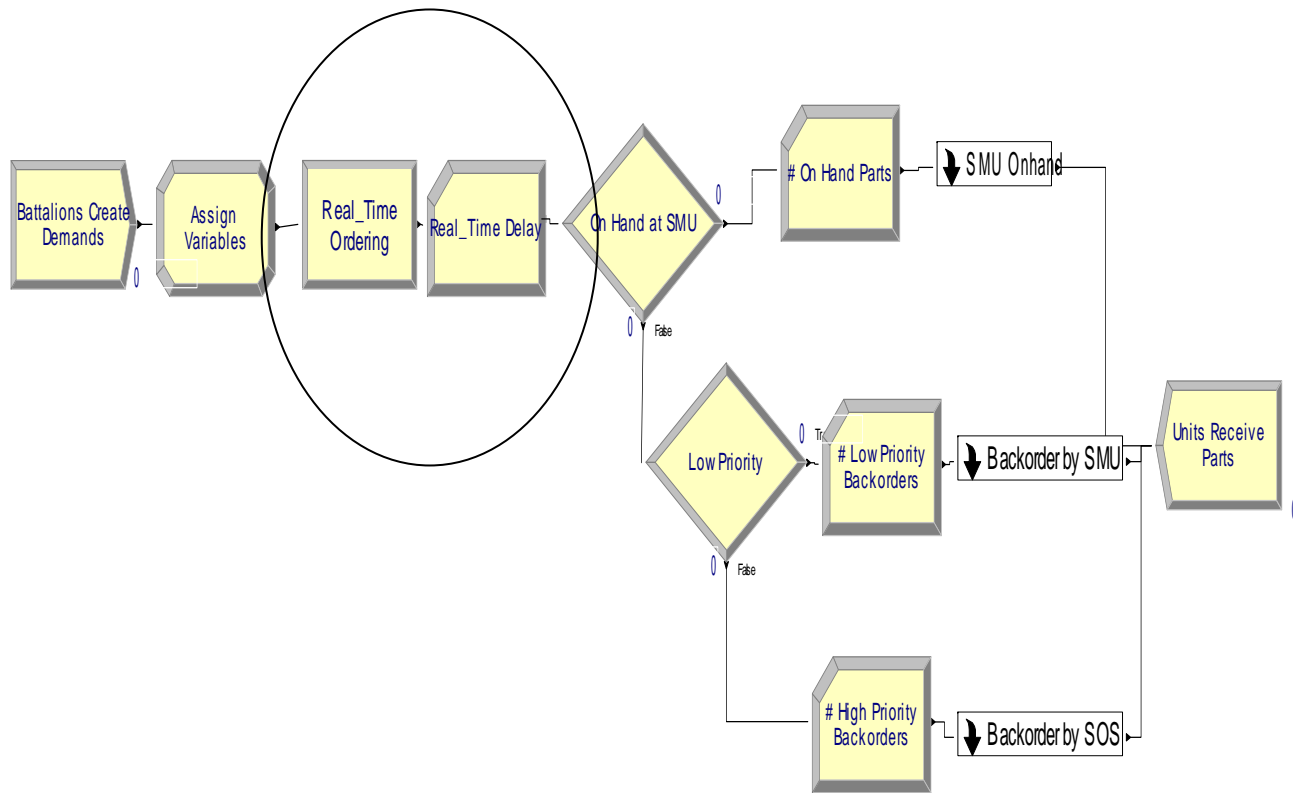 Battalions Create
Demands
0
Assign
Variables
Real_Time
Ordering
Real_Time Delay
On Hand at SMU
0
0
False
# On Hand Parts
SMU Onhand
Low Priority
0
Tr
0
False
# Low Priority
Backorders
Backorder by SMU
Units Receive
Parts
# High Priority
Backorders
Backorder by SOS